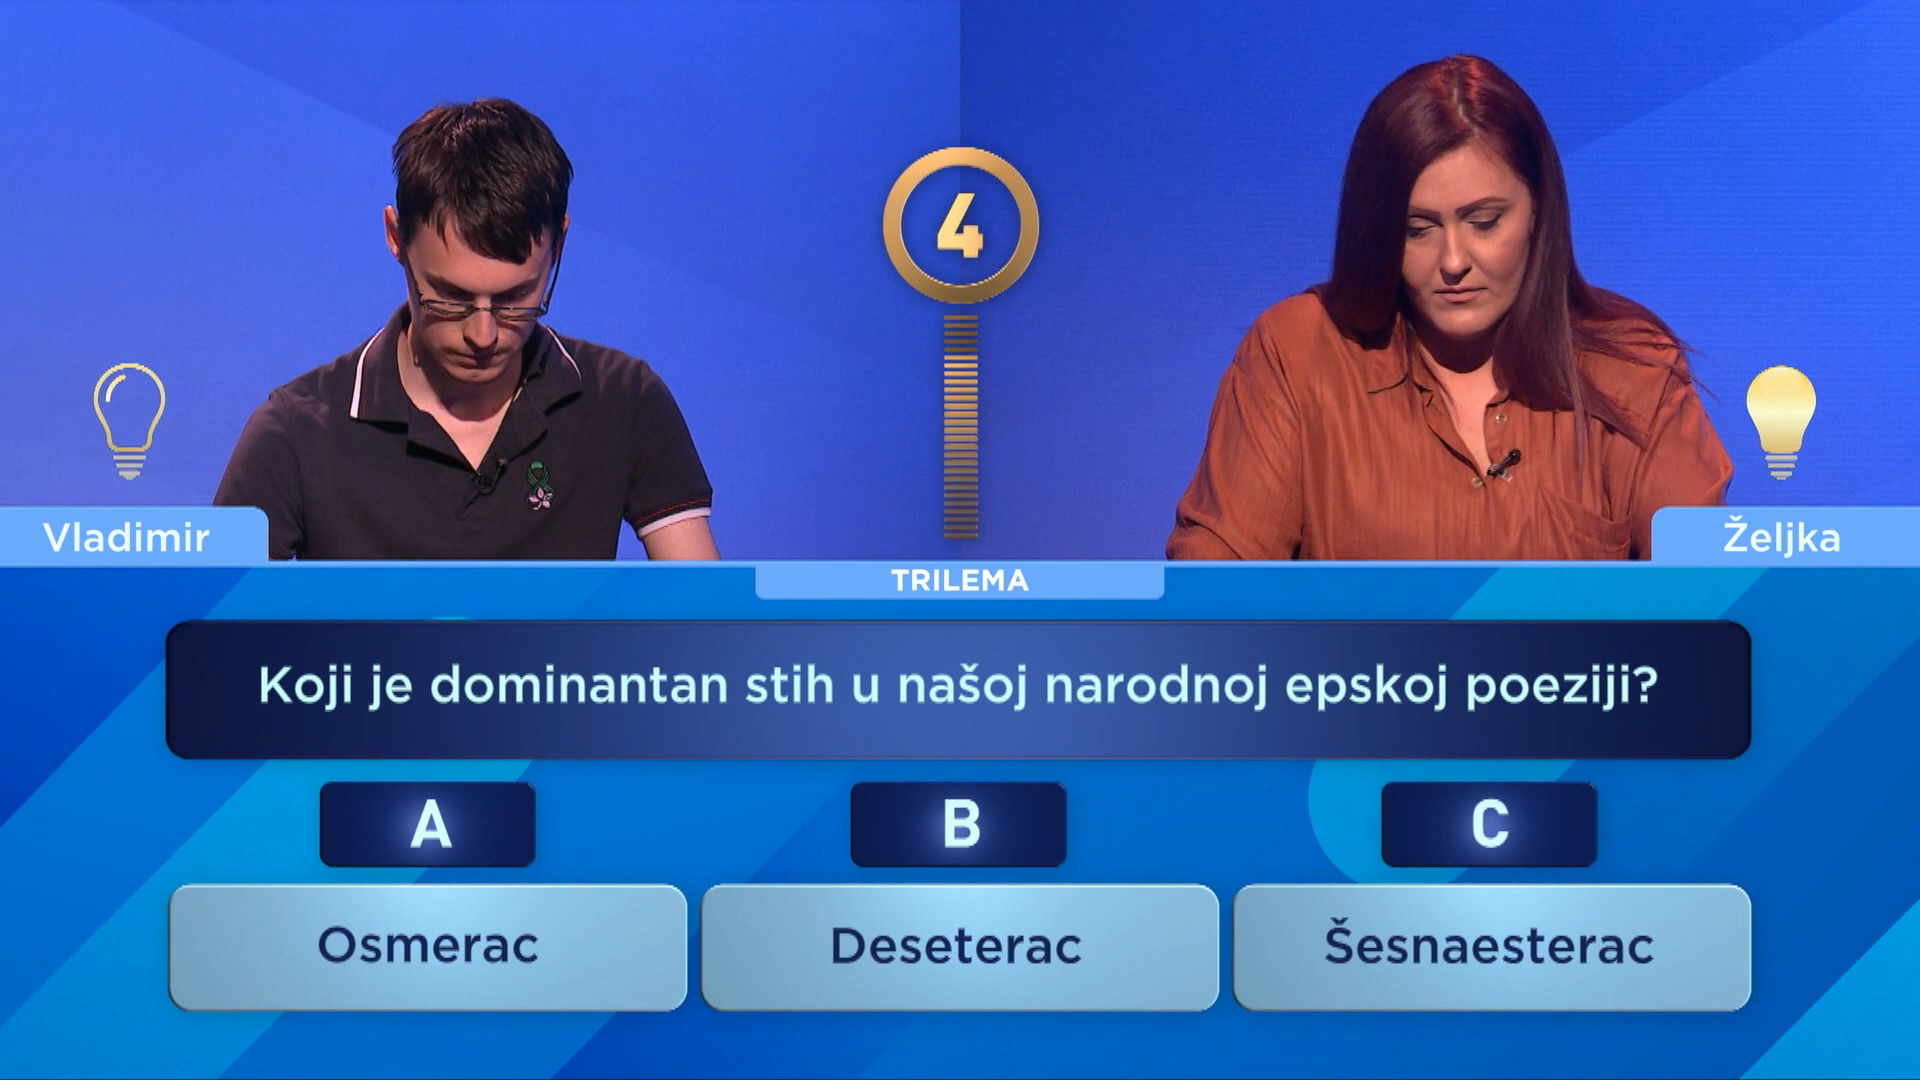 4
Vladimir
Željka
TRILEMA
Koji je dominantan stih u našoj narodnoj epskoj poeziji?
A
B
C
Osmerac
Deseterac
Šesnaesterac